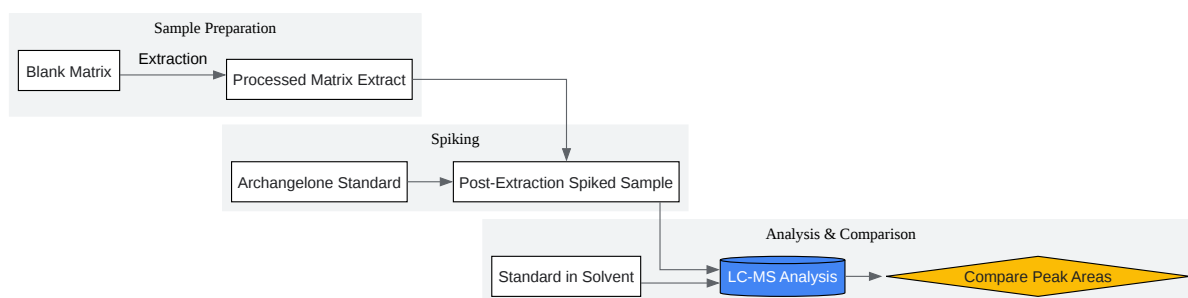 Sample Preparation
Blank Matrix
Extraction
Processed Matrix Extract
Spiking
Archangelone Standard
Post-Extraction Spiked Sample
Analysis & Comparison
Standard in Solvent
LC-MS Analysis
Compare Peak Areas